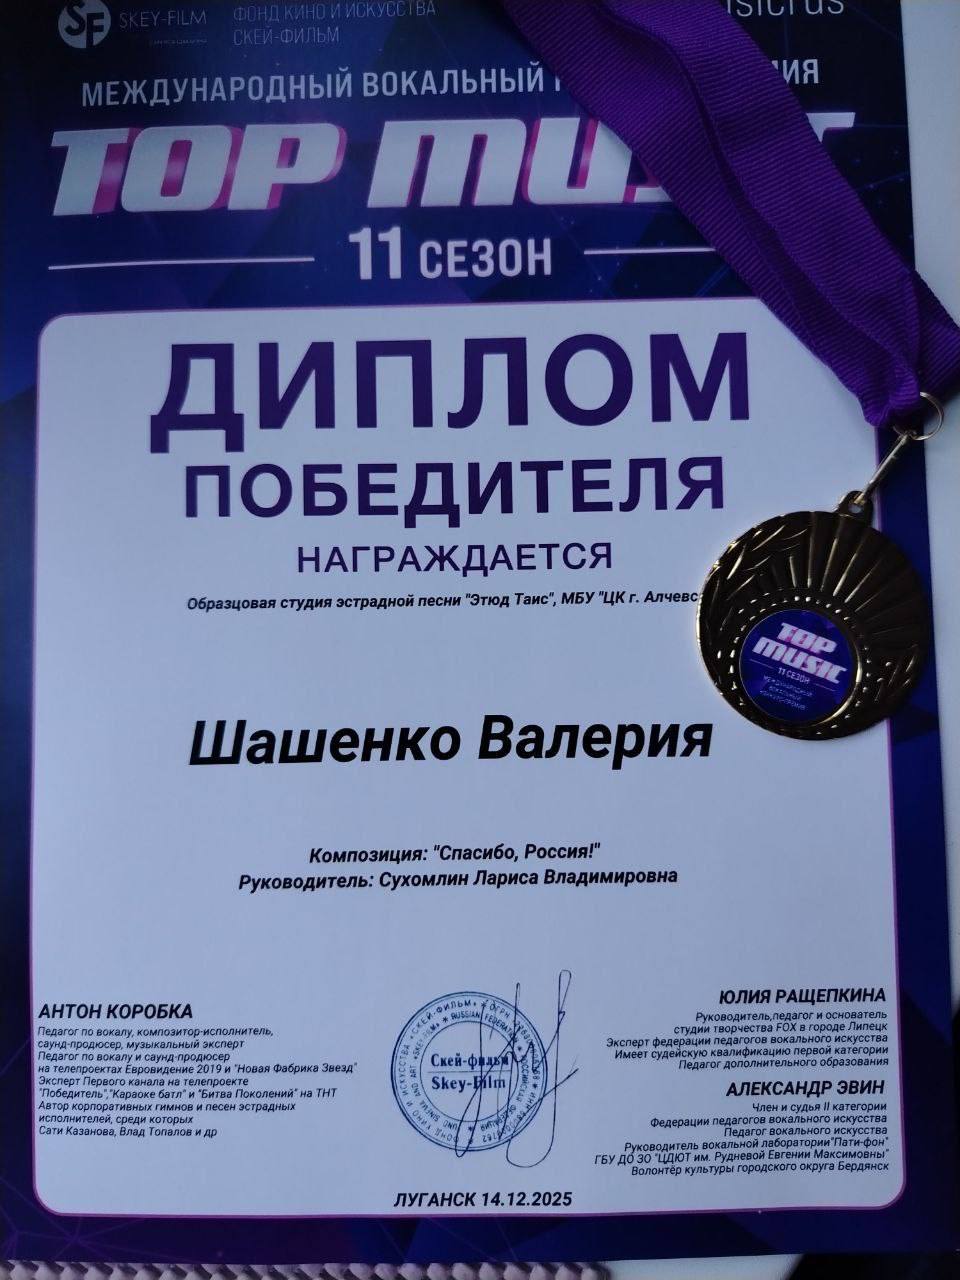 SKEY-FILM
ФОНД КИНО И ИСКУССТВА
СКЕЙ-ФИЛЬМ
МЕЖДУНАРОДНЫЙ ВОКАЛЬНЫЙ
TOP MUSIC
11 СЕЗОН
ДИПЛОМ
ПОБЕДИТЕЛЯ
НАГРАЖДАЕТСЯ
Образцовая студия эстрадной песни "Этюд Таис", МБУ "ЦК г. Алчевс
TOP
MUSIC
11 СЕЗОН
МЕЖДУНАРОДНЫЙ
ВОКАЛЬНЫЙ
КОНКУРС-ПРЕМИЯ
Шашенко Валерия
Композиция: "Спасибо, Россия!"
Руководитель: Сухомлин Лариса Владимировна
АНТОН КОРОБКА
Педагог по вокалу, композитор-исполнитель,
саунд-продюсер, музыкальный эксперт
Педагог по вокалу и саунд-продюсер
на телепроектах Евровидение 2019 и "Новая Фабрика Звезд"
Эксперт Первого канала на телепроекте
"Победитель","Караоке батл" и "Битва Поколений" на ТНТ
Автор корпоративных гимнов и песен эстрадных
исполнителей, среди которых
Сати Казанова, Влад Топалов и др
Скей-фильм
Skey-Film
ЮЛИЯ РАЩЕПКИНА
Руководитель,педагог и основатель
студии творчества FOX в городе Липецк
Эксперт федерации педагогов вокального искусства
Имеет судейскую квалификацию первой категории
Педагог дополнительного образования
АЛЕКСАНДР ЭВИН
Член и судья II категории
Федерации педагогов вокального искусства
Педагог вокального искусства
Руководитель вокальной лаборатории"Пати-фон"
ГБУ ДО ЗО "ЦДЮТ им. Рудневой Евгении Максимовны"
Волонтёр культуры городского округа Бердянск
ЛУГАНСК 14.12.2025